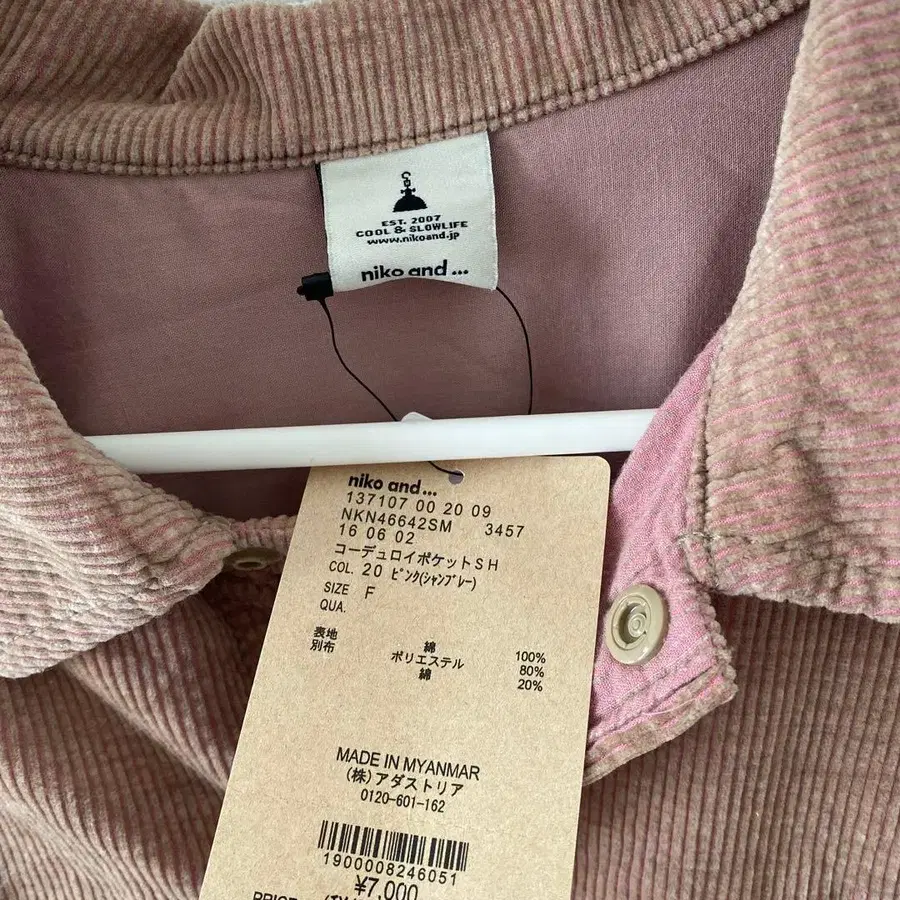 EST. 2007
COOL & SLOWLIFE
www.nikoand.jp
niko and ...
niko and ...
137107 00 20 09
NKN46642SM 3457
16 06 02
コーデュロイポケットSH
COL. 20 ピンク(シャンブレー)
SIZE F
QUA.
表地 綿 100%
別布 ポリエステル 80%
綿 20%
MADE IN MYANMAR
(株)アダストリア
0120-601-162
1900008246051
¥7,000